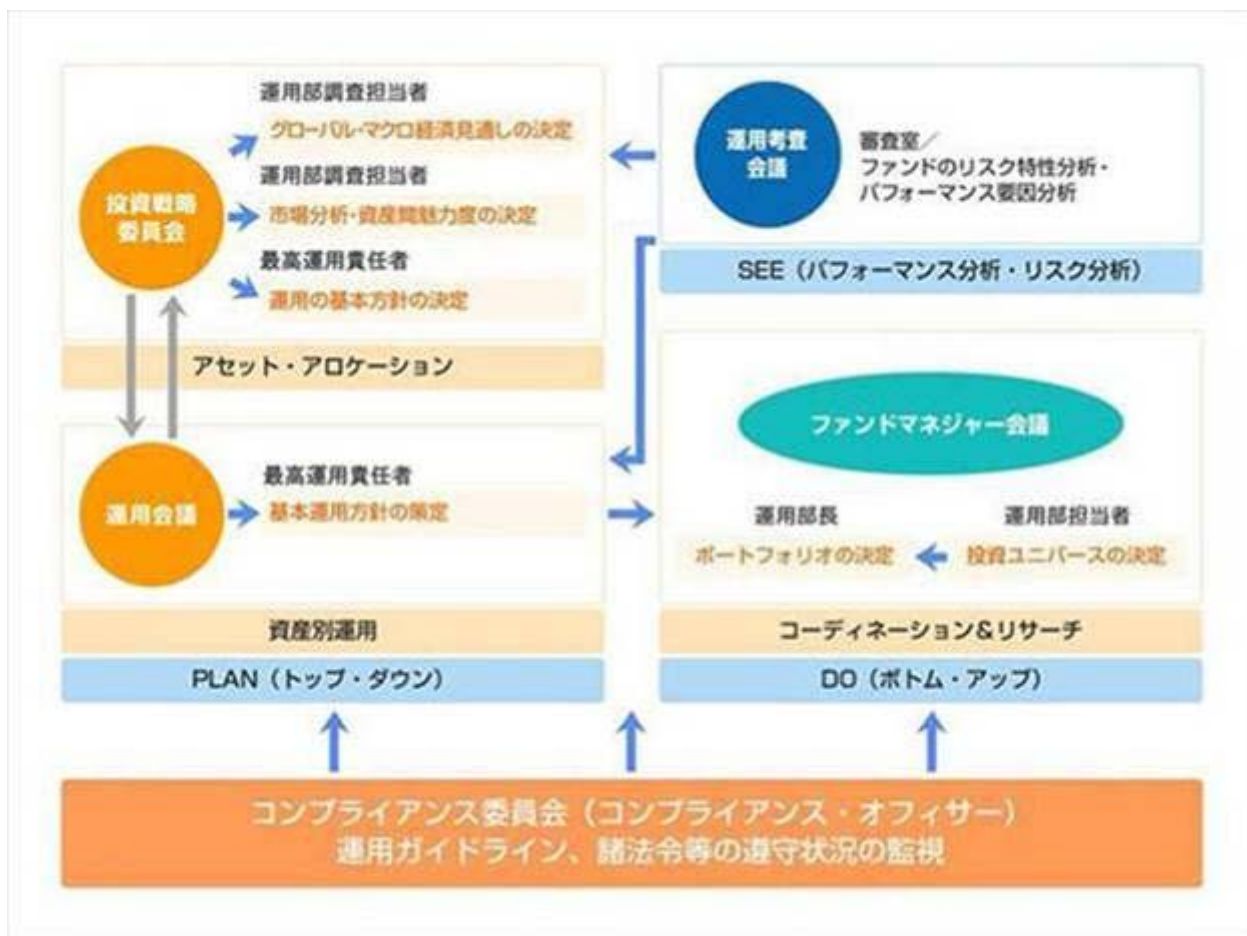 投資戦略
委員会
運用部調査担当者
グローバル・マクロ経済見通しの決定
運用部調査担当者
市場分析・資産間魅力度の決定
最高運用責任者
運用の基本方針の決定
アセット・アロケーション
運用会議
最高運用責任者
基本運用方針の策定
資産別運用
PLAN（トップ・ダウン）
運用考査
会議
審査室／
ファンドのリスク特性分析・
パフォーマンス要因分析
SEE（パフォーマンス分析・リスク分析）
ファンドマネジャー会議
運用部長
ポートフォリオの決定
運用部担当者
投資ユニバースの決定
コーディネーション＆リサーチ
DO（ボトム・アップ）
コンプライアンス委員会（コンプライアンス・オフィサー）
運用ガイドライン、諸法令等の遵守状況の監視